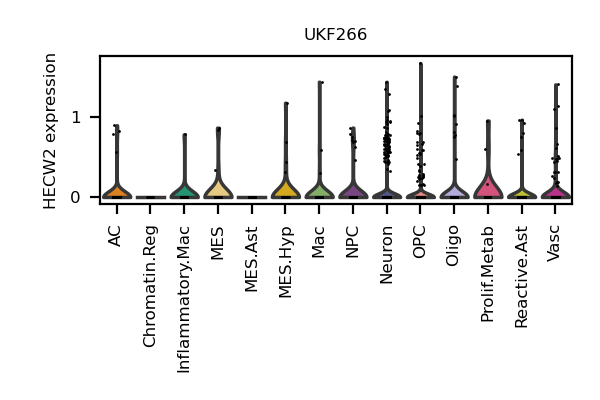 UKF266
HECW2 expression
1
0
AC
Chromatin.Reg
Inflammatory.Mac
MES
MES.Ast
MES.Hyp
Mac
NPC
Neuron
OPC
Oligo
Prolif.Metab
Reactive.Ast
Vasc